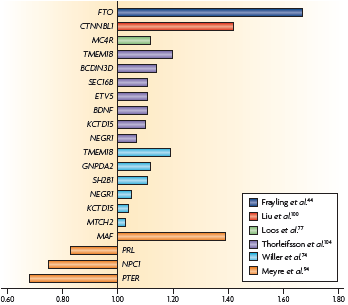 FTO
CTNNBL1
MC4R
TMEM18
BCDIN3D
SEC16B
ETV5
BDNF
KCTD15
NEGR1
TMEM18
GNPDA2
SH2B1
NEGR1
KCTD15
MTCH2
MAF
PRL
NPC1
PTER
Frayling et al.44
Liu et al.100
Loos et al.77
Thorleifsson et al.104
Willer et al.74
Meyre et al.94
0.60 0.80 1.00 1.20 1.40 1.60 1.80